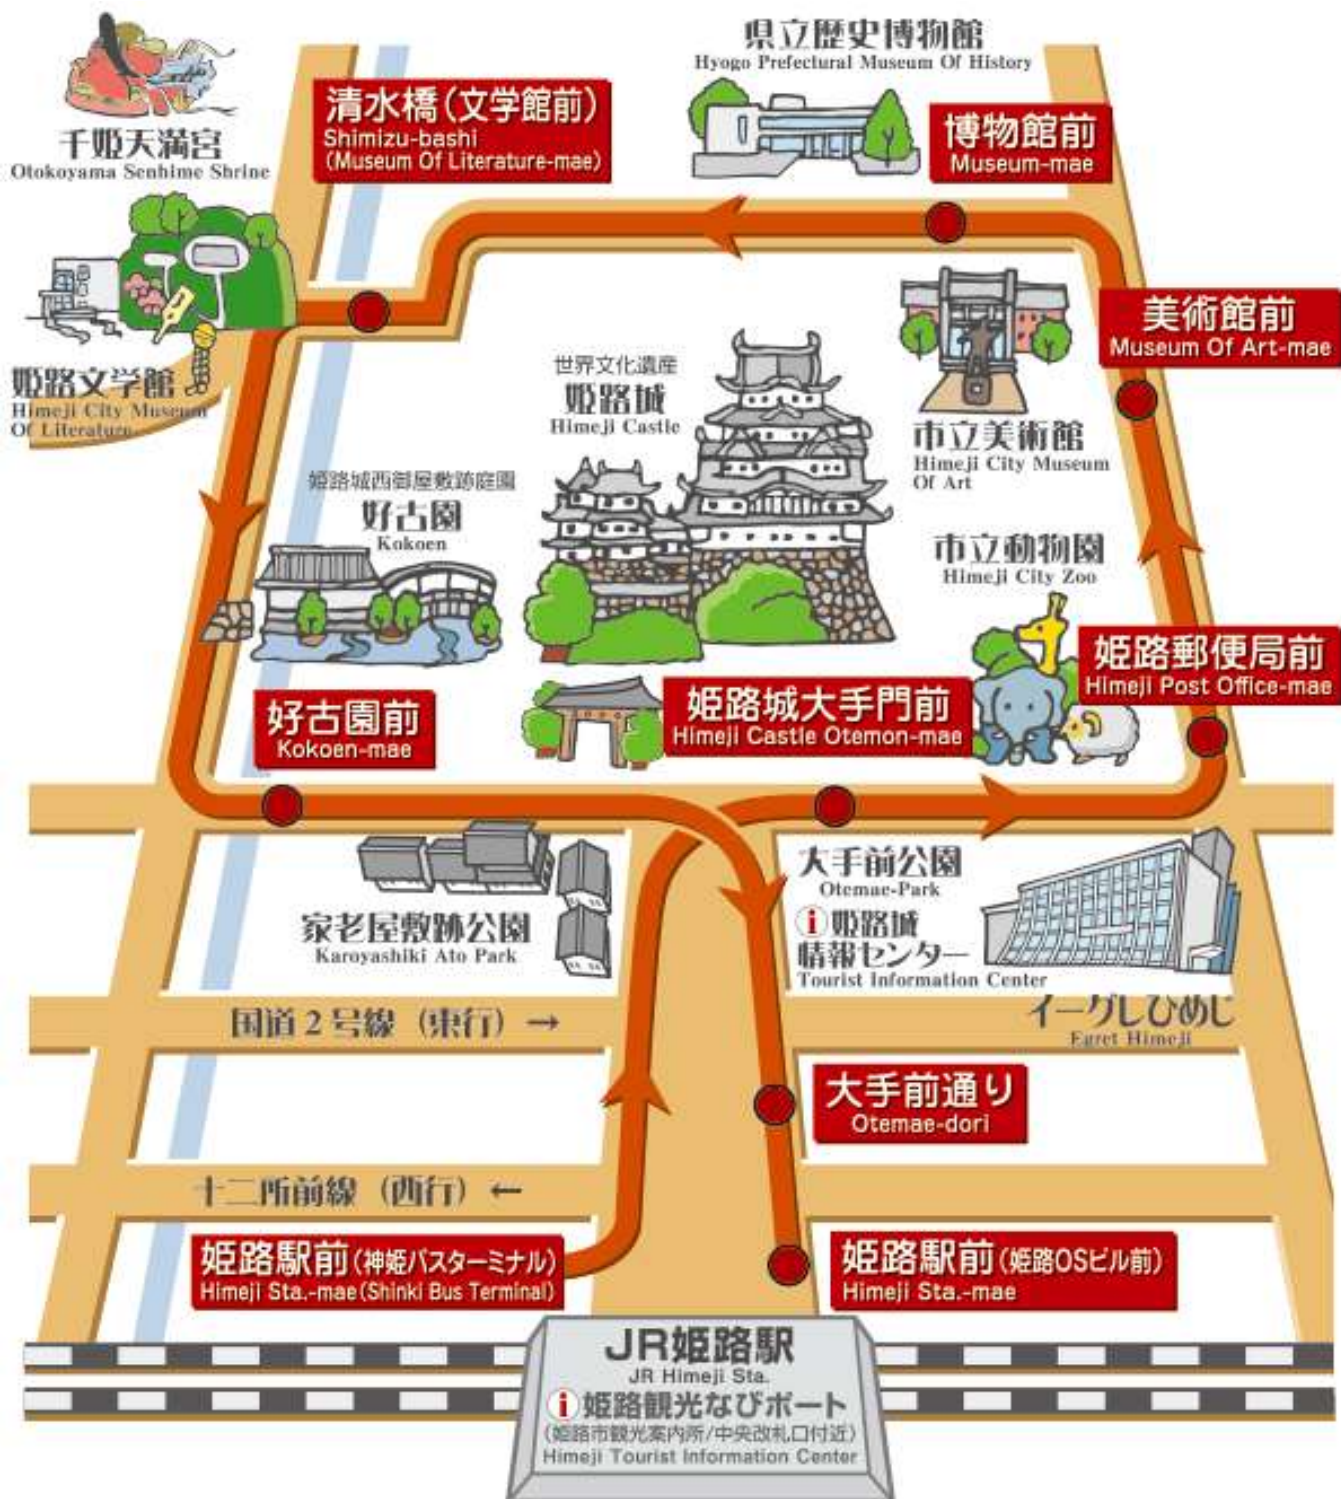 県立歴史博物館
Hyogo Prefectural Museum Of History
千姫天満宮
Otokoyama Senhime Shrine
清水橋(文学館前)
Shimizu-bashi
(Museum Of Literature-mae)
博物館前
Museum-mae
美術館前
Museum Of Art-mae
姫路文学館
Himeji City Museum
Of Literature
世界文化遺産
姫路城
Himeji Castle
市立美術館
Himeji City Museum
Of Art
姫路城西御屋敷跡庭園
好古園
Kokoen
市立動物園
Himeji City Zoo
姫路郵便局前
Himeji Post Office-mae
好古園前
Kokoen-mae
姫路城大手門前
Himeji Castle Otemon-mae
大手前公園
Otemae-Park
i 姫路城
情報センター
Tourist Information Center
家老屋敷跡公園
Karoyashiki Ato Park
イーグレひめじ
Egret Himeji
国道2号線(東行)→
大手前通り
Otemae-dori
十二所前線(西行)←
姫路駅前(神姫バスターミナル)
Himeji Sta.-mae(Shinki Bus Terminal)
姫路駅前(姫路OSビル前)
Himeji Sta.-mae
JR姫路駅
JR Himeji Sta.
i 姫路観光なびポート
(姫路市観光案内所/中央改札口付近)
Himeji Tourist Information Center